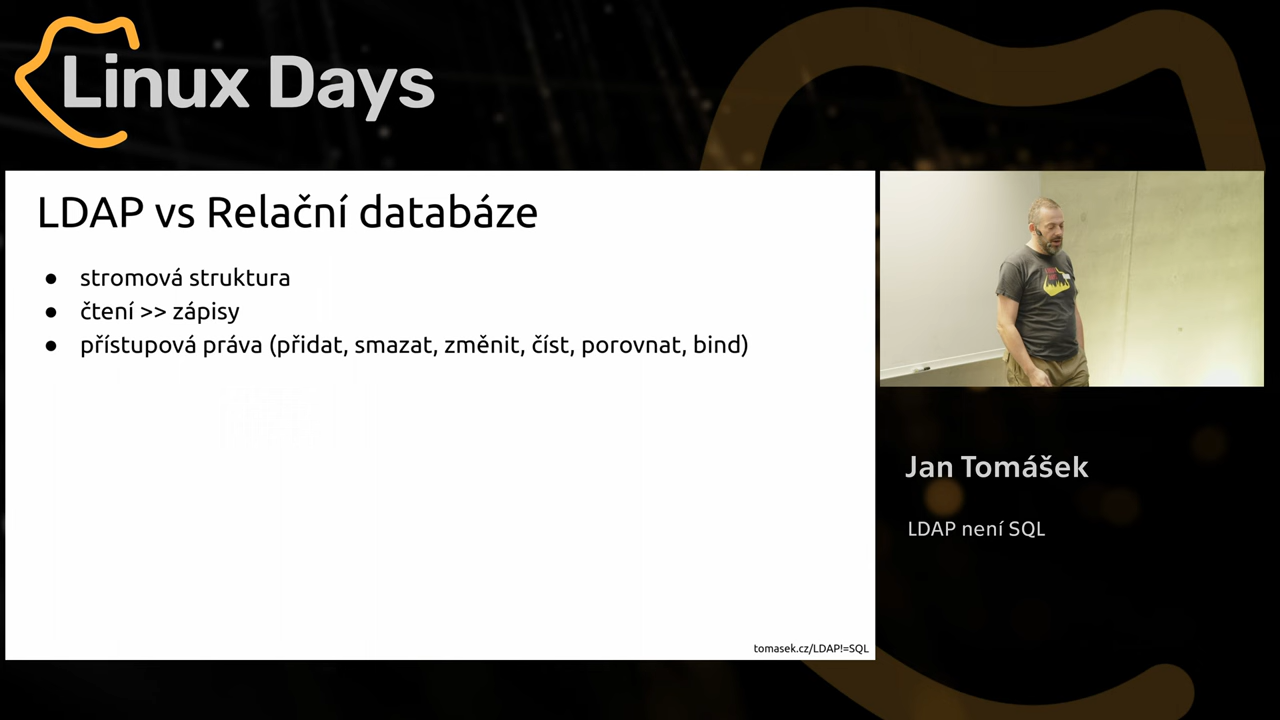 Linux Days
LDAP vs Relační databáze
● stromová struktura
● čtení >> zápisy
● přístupová práva (přidat, smazat, změnit, číst, porovnat, bind)
tomasek.cz/LDAP!=SQL
Jan Tomášek
LDAP není SQL